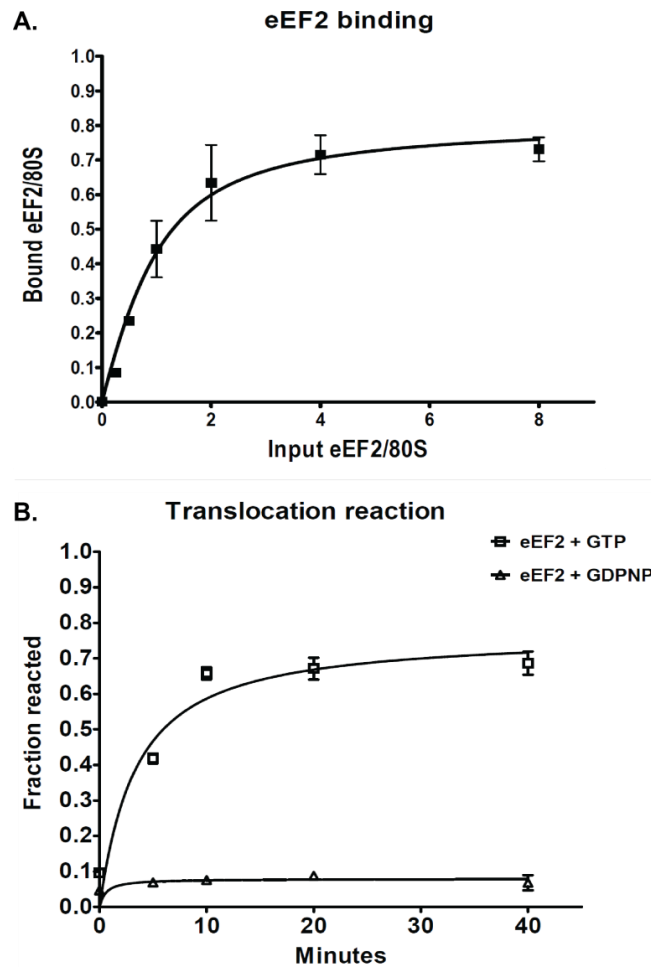 A.
eEF2 binding
1.0
0.9
0.8
0.7
0.6
0.5
0.4
0.3
0.2
0.1
0.0
Bound eEF2/80S
0 2 4 6 8
Input eEF2/80S
B.
Translocation reaction
eEF2 + GTP
eEF2 + GDPNP
1.0
0.9
0.8
0.7
0.6
0.5
0.4
0.3
0.2
0.1
0.0
Fraction reacted
0 10 20 30 40
Minutes